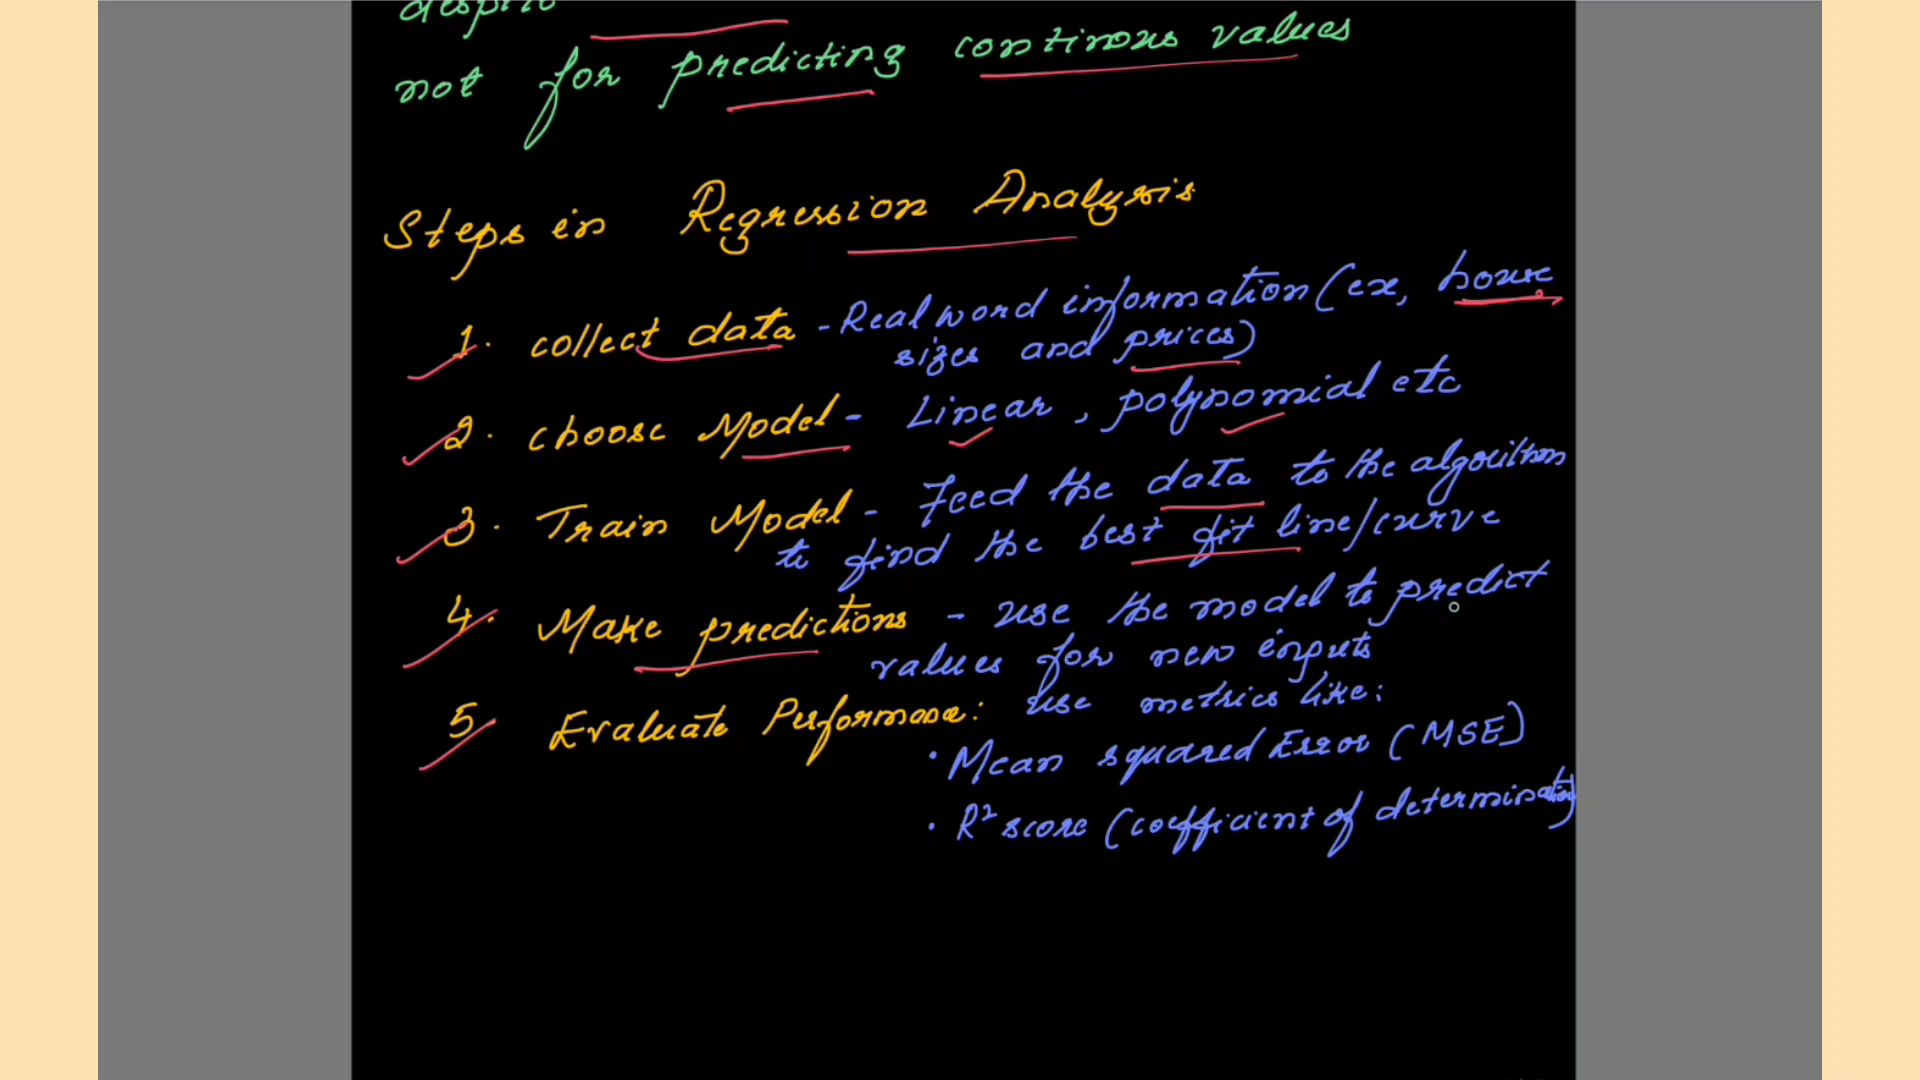 not for predicting continous values
Steps in Regression Analysis
1. collect data - Real word information (ex, house
sizes and prices)
2. choose Model - Linear, polynomial etc
3. Train Model - Feed the data to the algorithm
to find the best fit line/curve
4. Make predictions - use the model to predict
values for new inputs
5 Evaluate Performance: use metrics like:
• Mean squared Error (MSE)
• R² score (coefficient of determination)